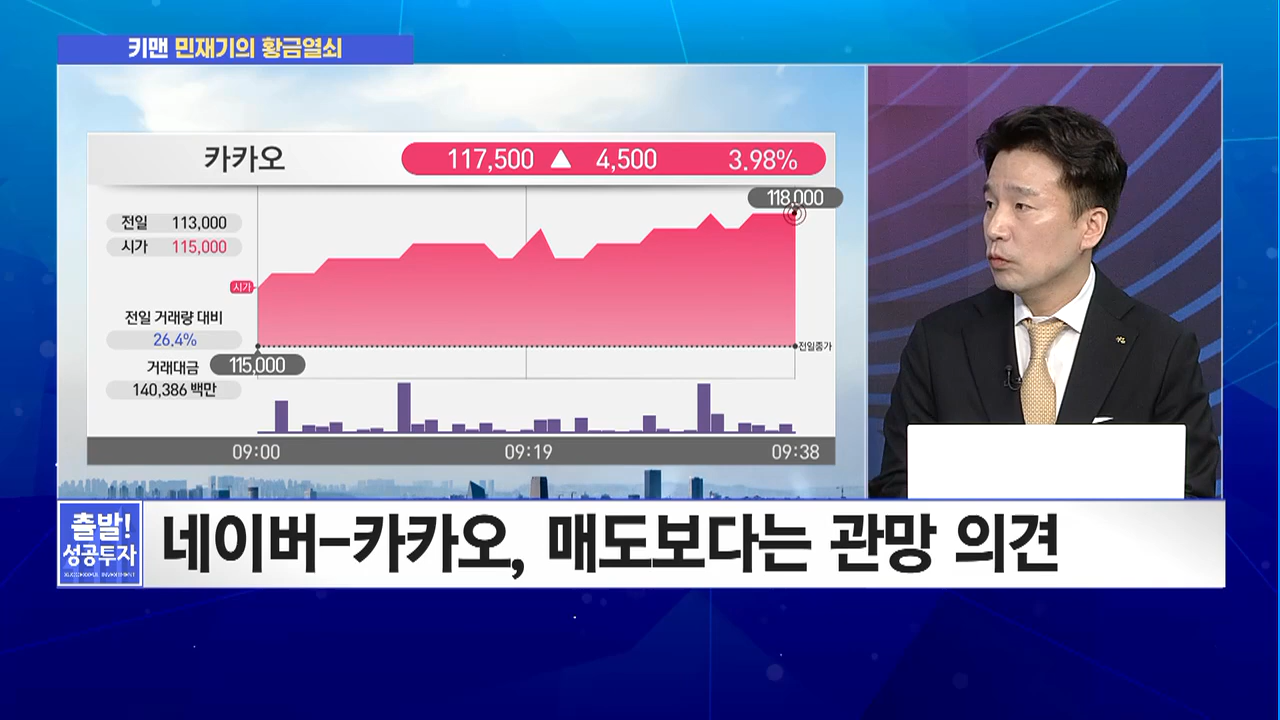 키맨 민재기의 황금열쇠
카카오
117,500 ▲ 4,500 3.98%
118,000
전일 113,000
시가 115,000
시가
전일 거래량 대비
26.4%
전일종가
거래대금
115,000
140,386 백만
09:00 09:19 09:38
출발!
성공투자
SUCCESSFUL INVESTMENT
네이버-카카오, 매도보다는 관망 의견